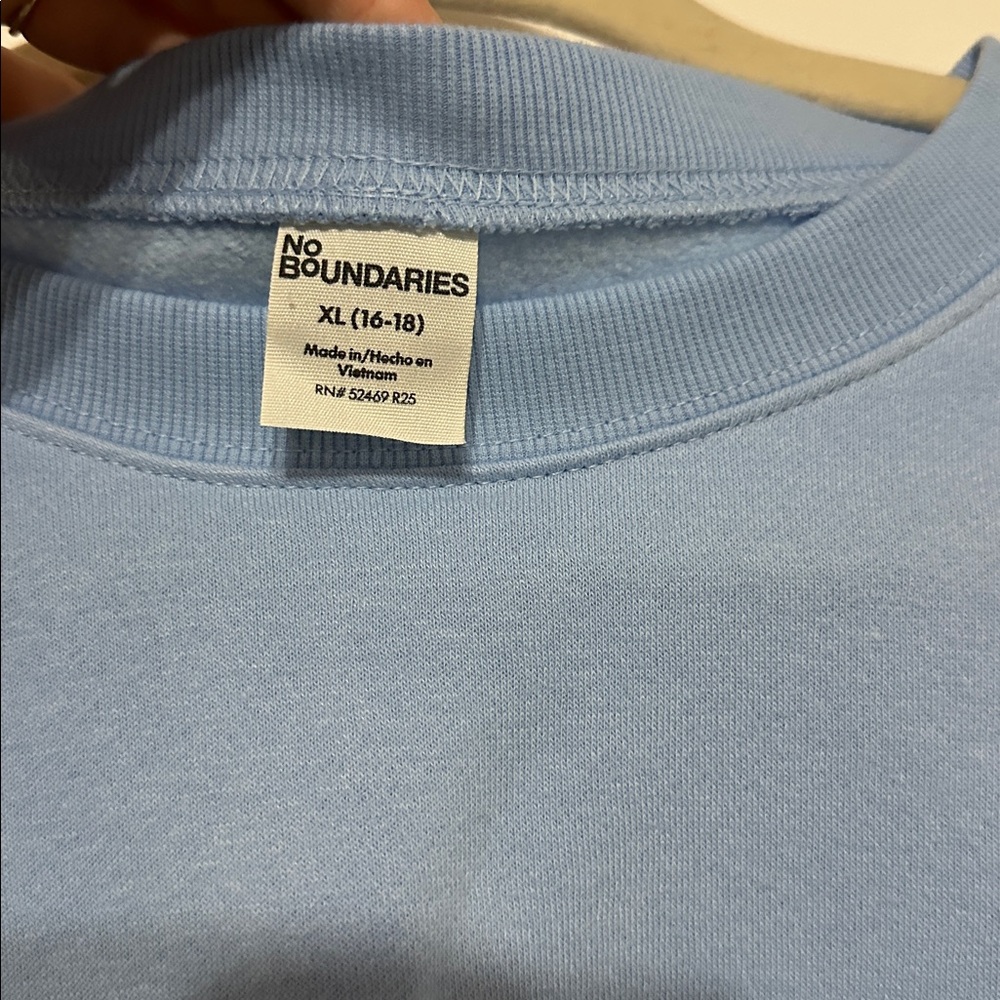 No
BOUNDARIES
XL (16-18)
Made in/Hecho en
Vietnam
RN# 52469 R25